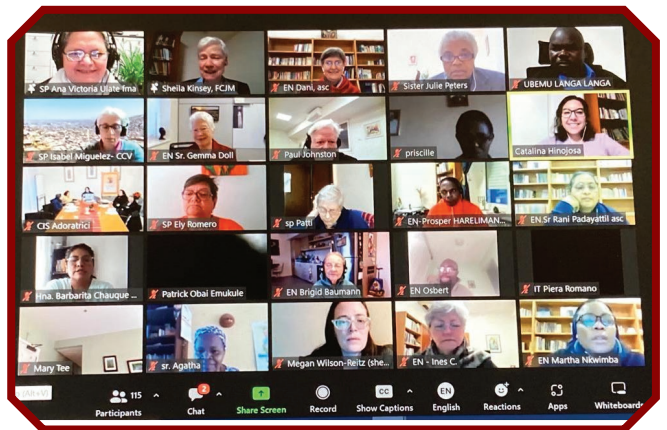 SP Ana Victoria Ulate Ima
Sheila Kinsey, FCJM
EN Dani, asc
Sister Julie Peters
UBEMU LANGA LANGA
SP Isabel Miguelez- CCV
EN Sr. Gemma Doll
Paul Johnston
priscille
Catalina Hinojosa
CIS Adoratrici
SP Ely Romero
sp Patti
EN-Prosper HARELIMAN...
EN.Sr Rani Padayattil asc
Hna. Barbarita Chauque ...
Patrick Obai Emukule
EN Brigid Baumann
EN Osbert
IT Piera Romano
Mary Tee
sr. Agatha
Megan Wilson-Reitz (she...
EN - Ines C.
EN Martha Nkwimba
(Alt+V)
Participants 115
Chat 2
Share Screen
Record
CC Show Captions
EN English
Reactions
Apps
Whiteboards